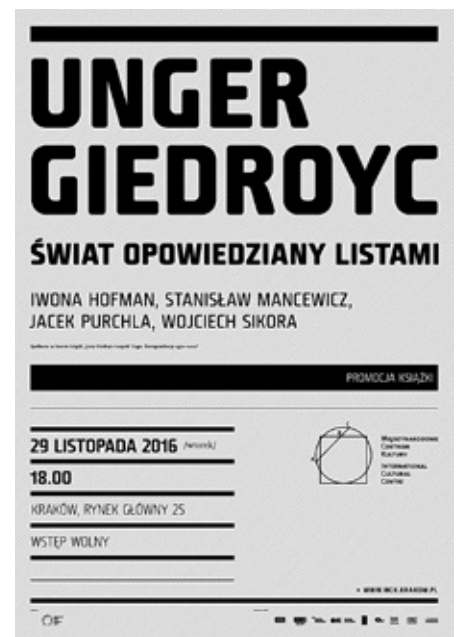 UNGER
GIEDROYC
ŚWIAT OPOWIEDZIANY LISTAMI
IWONA HOFMAN, STANISŁAW MANCEWICZ,
JACEK PURCHLA, WOJCIECH SIKORA
PROMOCJA KSIĄŻKI
29 LISTOPADA 2016 /wtorek/
18.00
KRAKÓW, RYNEK GŁÓWNY 25
WSTĘP WOLNY
MIĘDZYNARODOWE
CENTRUM
KULTURY
INTERNATIONAL
CULTURAL
CENTRE
WWW.MCK.KRAKOW.PL